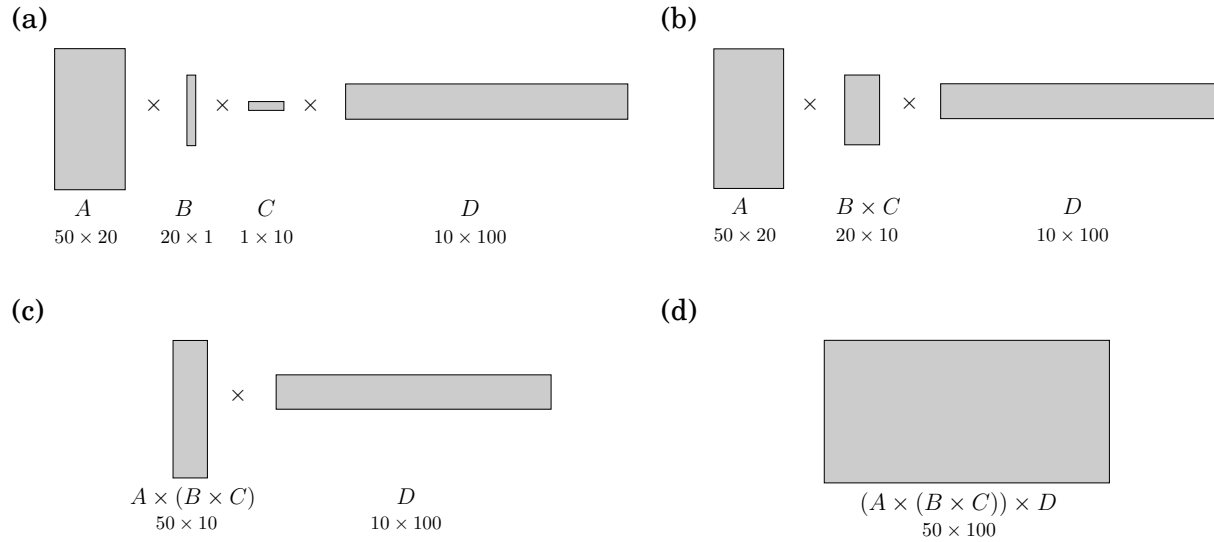 (a)
(b)
× × ×
× ×
A B C D
A B × C D
50 × 20 20 × 1 1 × 10 10 × 100
50 × 20 20 × 10 10 × 100
(c)
(d)
×
A × (B × C) D
(A × (B × C)) × D
50 × 10 10 × 100
50 × 100